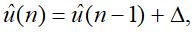 û(n) = û(n − 1) + Δ,